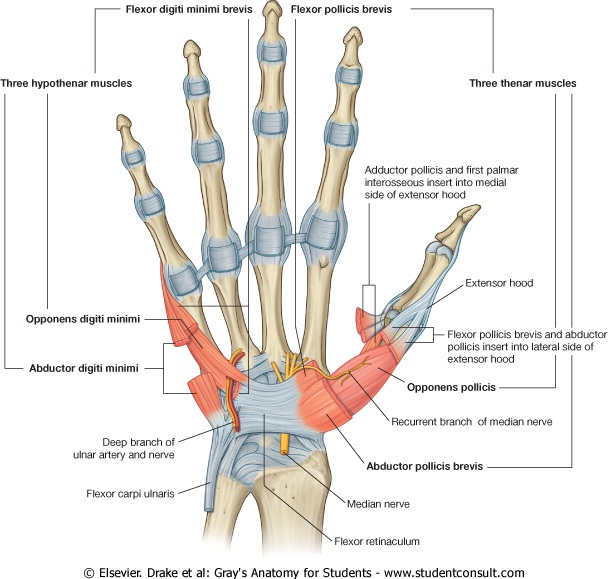 Flexor digiti minimi brevis
Flexor pollicis brevis
Three hypothenar muscles
Three thenar muscles
Adductor pollicis and first palmar
interosseous insert into medial
side of extensor hood
Extensor hood
Opponens digiti minimi
Flexor pollicis brevis and abductor
pollicis insert into lateral side of
extensor hood
Abductor digiti minimi
Opponens pollicis
Recurrent branch of median nerve
Deep branch of
ulnar artery and nerve
Abductor pollicis brevis
Flexor carpi ulnaris
Median nerve
Flexor retinaculum
© Elsevier. Drake et al: Gray's Anatomy for Students - www.studentconsult.com